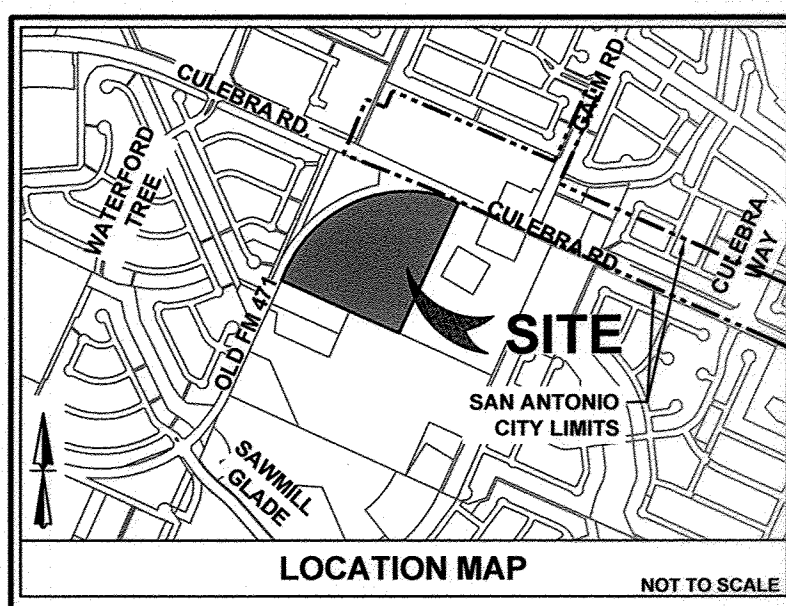 CULEBRA RD.
GALM RD.
WATERFORD
TREE
CULEBRA RD.
CULEBRA
WAY
OLD FM 471
SITE
SAN ANTONIO
CITY LIMITS
SAWMILL
GLADE
LOCATION MAP
NOT TO SCALE